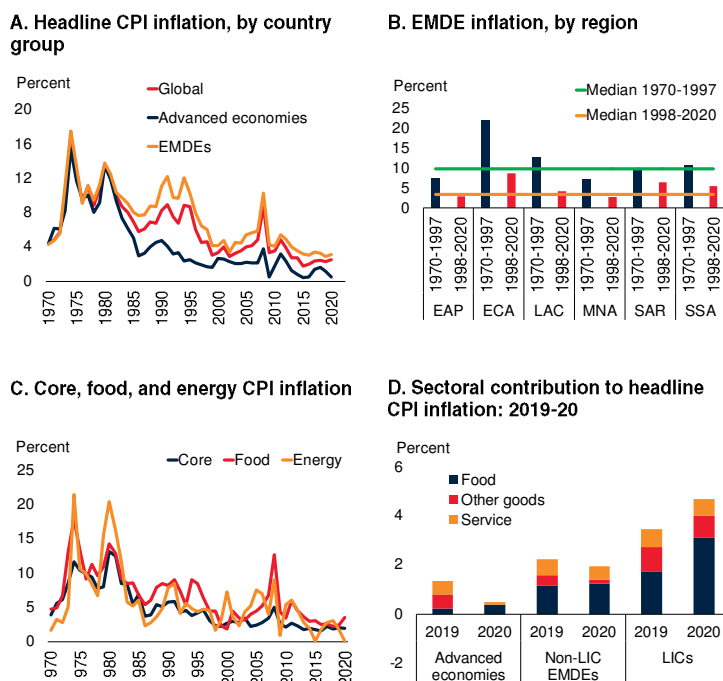 A. Headline CPI inflation, by country
group
Percent
Global
Advanced economies
EMDEs
20
16
12
8
4
0
1970
1975
1980
1985
1990
1995
2000
2005
2010
2015
2020
B. EMDE inflation, by region
Percent
Median 1970-1997
Median 1998-2020
25
20
15
10
5
0
1970-1997
1998-2020
1970-1997
1998-2020
1970-1997
1998-2020
1970-1997
1998-2020
1970-1997
1998-2020
1970-1997
1998-2020
EAP
ECA
LAC
MNA
SAR
SSA
C. Core, food, and energy CPI inflation
Percent
Core
Food
Energy
25
20
15
10
5
0
970
975
980
985
990
995
2000
2005
2010
2015
2020
D. Sectoral contribution to headline
CPI inflation: 2019-20
Percent
Food
Other goods
Service
6
4
2
0
-2
2019
2020
2019
2020
2019
2020
Advanced
economies
Non-LIC
EMDEs
LICs